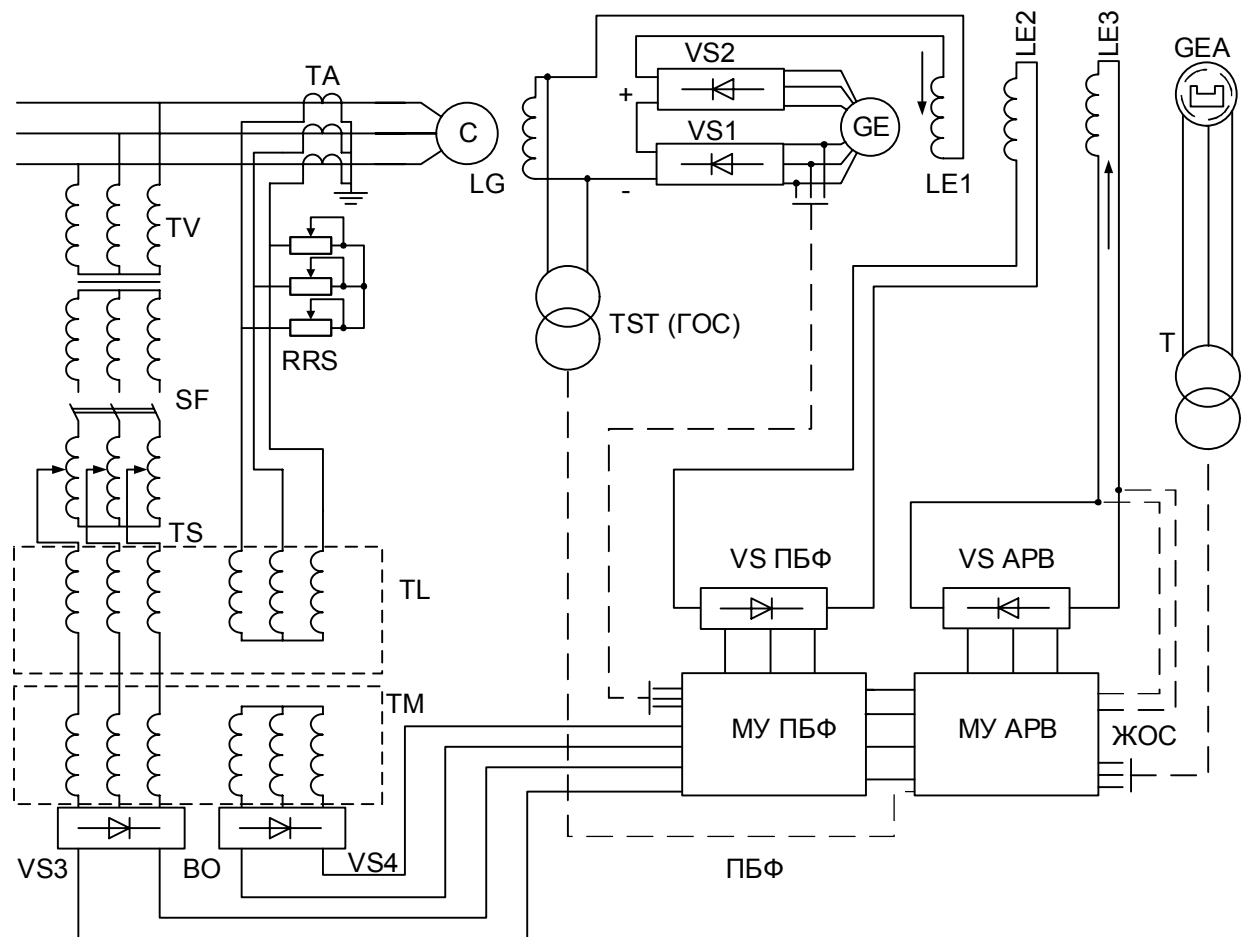 LE2
LE3
GEA
VS2
TA
+
С
GE
VS1
LG
-
LE1
TV
TST (ГОС)
RRS
T
SF
TS
VS ПБФ
VS АРВ
TL
TM
МУ ПБФ
МУ АРВ
ЖОС
VS3
ВО
VS4
ПБФ